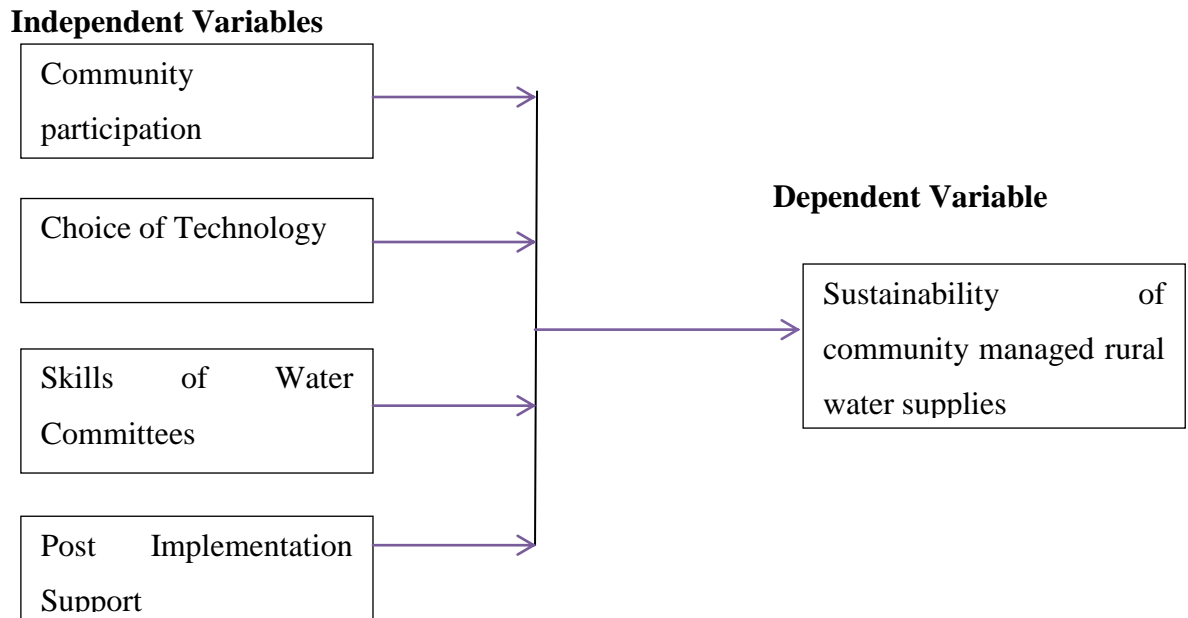 Independent Variables
Community
participation
Choice of Technology
Skills of Water
Committees
Post Implementation
Support
Dependent Variable
Sustainability of
community managed rural
water supplies